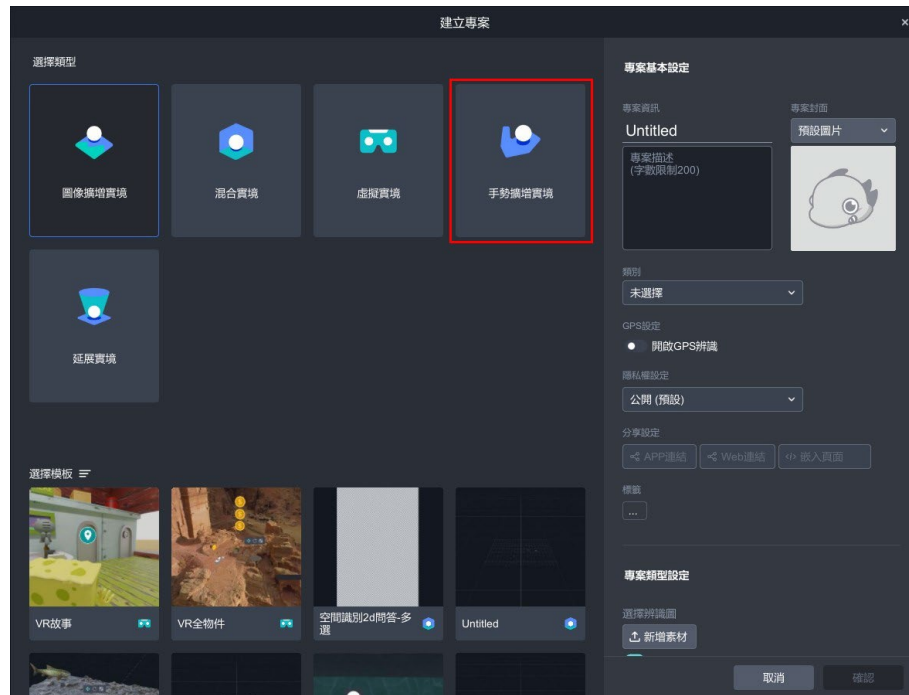 建立專案
×
選擇類型
圖像擴增實境
混合實境
虛擬實境
手勢擴增實境
延展實境
選擇模板
VR故事
VR全物件
空間識別2d問答-多
選
Untitled
專案基本設定
專案資訊
Untitled
專案描述
(字數限制200)
專案封面
預設圖片
類別
未選擇
GPS設定
開啟GPS辨識
隱私權設定
公開 (預設)
分享設定
APP連結
Web連結
</> 嵌入頁面
標籤
...
專案類型設定
選擇辨識圖
新增素材
取消
確認